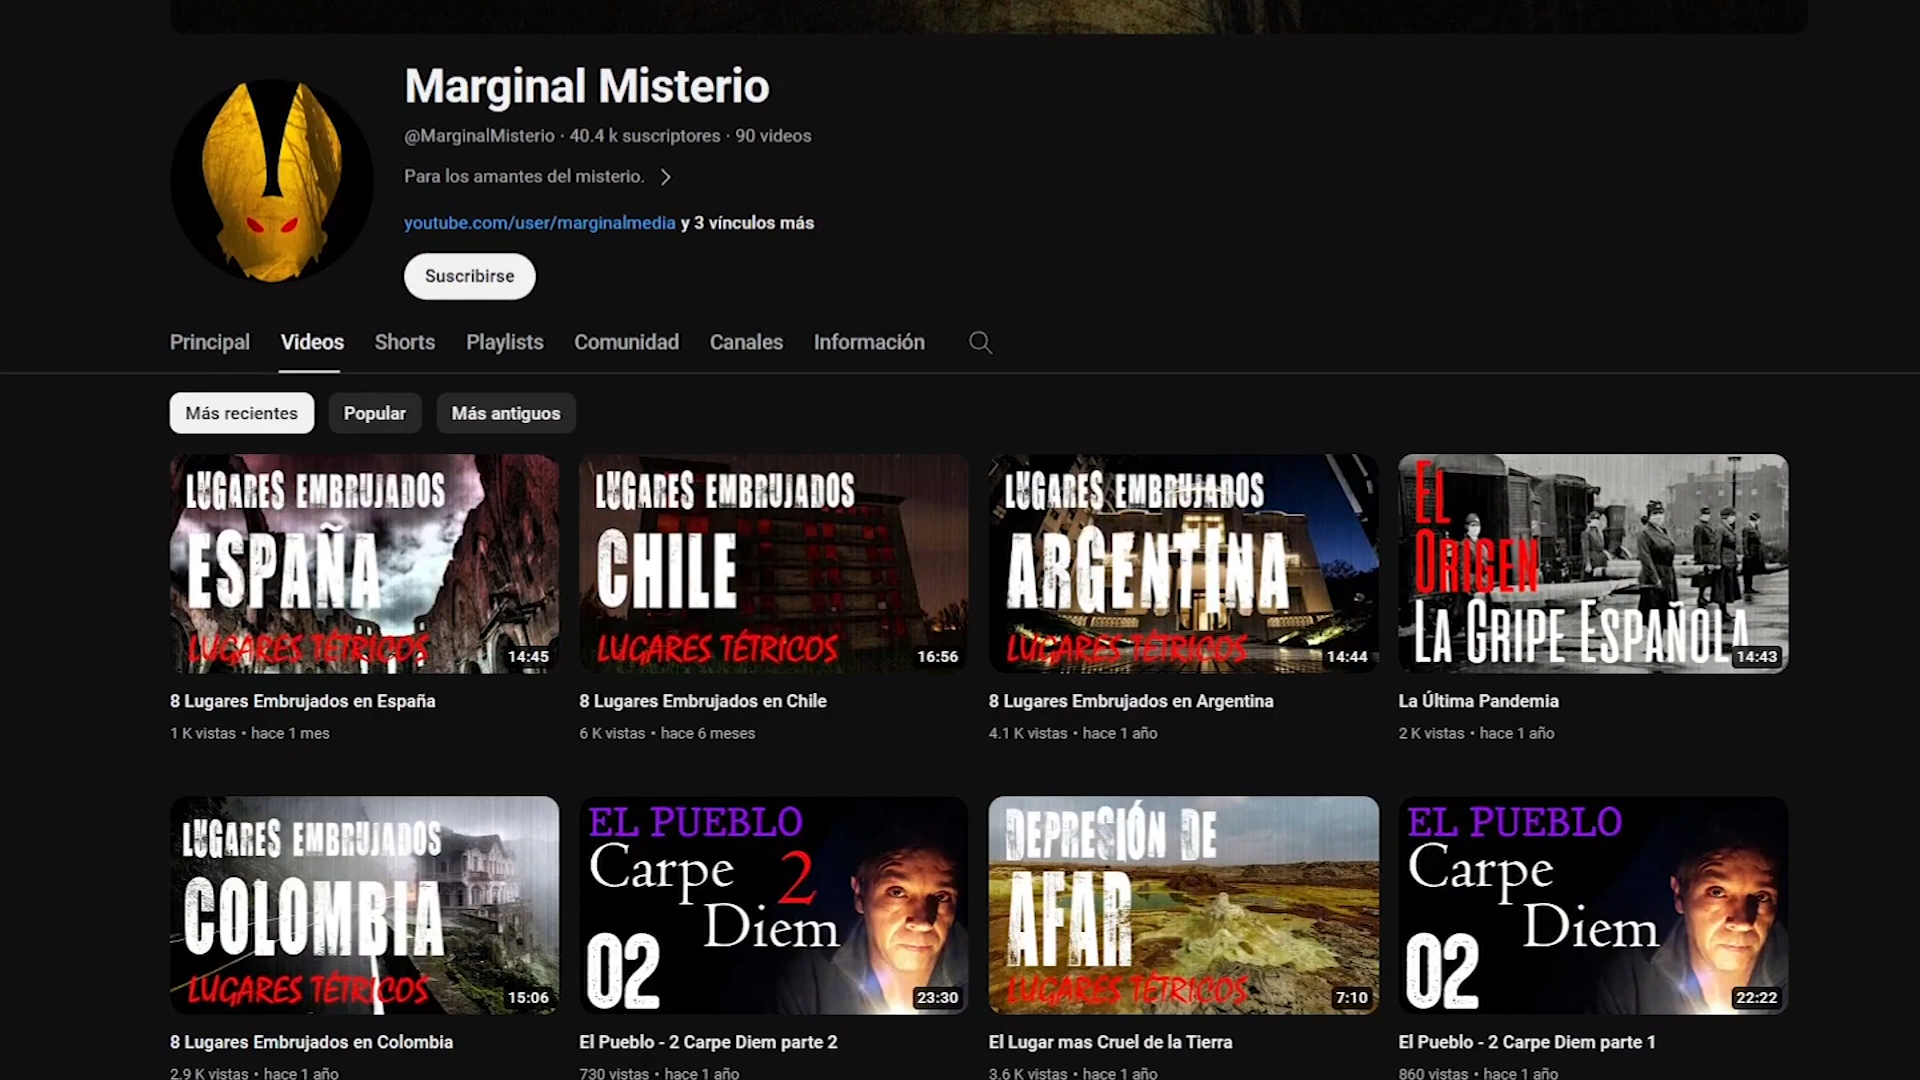 Marginal Misterio
@MarginalMisterio · 40.4 k suscriptores · 90 videos
Para los amantes del misterio.
youtube.com/user/marginalmedia y 3 vínculos más
Suscribirse
Principal Videos Shorts Playlists Comunidad Canales Información
Más recientes Popular Más antiguos
LUGARES EMBRUJADOS
ESPAÑA
LUGARES TÉTRICOS
14:45
LUGARES EMBRUJADOS
CHILE
LUGARES TÉTRICOS
16:56
LUGARES EMBRUJADOS
ARGENTINA
LUGARES TÉTRICOS
14:44
EL
ORIGEN
LA GRIPE ESPAÑOLA
14:43
8 Lugares Embrujados en España
1 K vistas • hace 1 mes
8 Lugares Embrujados en Chile
6 K vistas • hace 6 meses
8 Lugares Embrujados en Argentina
4.1 K vistas • hace 1 año
La Última Pandemia
2 K vistas • hace 1 año
LUGARES EMBRUJADOS
COLOMBIA
LUGARES TÉTRICOS
15:06
EL PUEBLO
Carpe 2
Diem
02
23:30
DEPRESIÓN DE
AFAR
LUGARES TÉTRICOS
7:10
EL PUEBLO
Carpe
Diem
02
22:22
8 Lugares Embrujados en Colombia
2.9 K vistas • hace 1 año
El Pueblo - 2 Carpe Diem parte 2
730 vistas • hace 1 año
El Lugar mas Cruel de la Tierra
3.6 K vistas • hace 1 año
El Pueblo - 2 Carpe Diem parte 1
860 vistas • hace 1 año